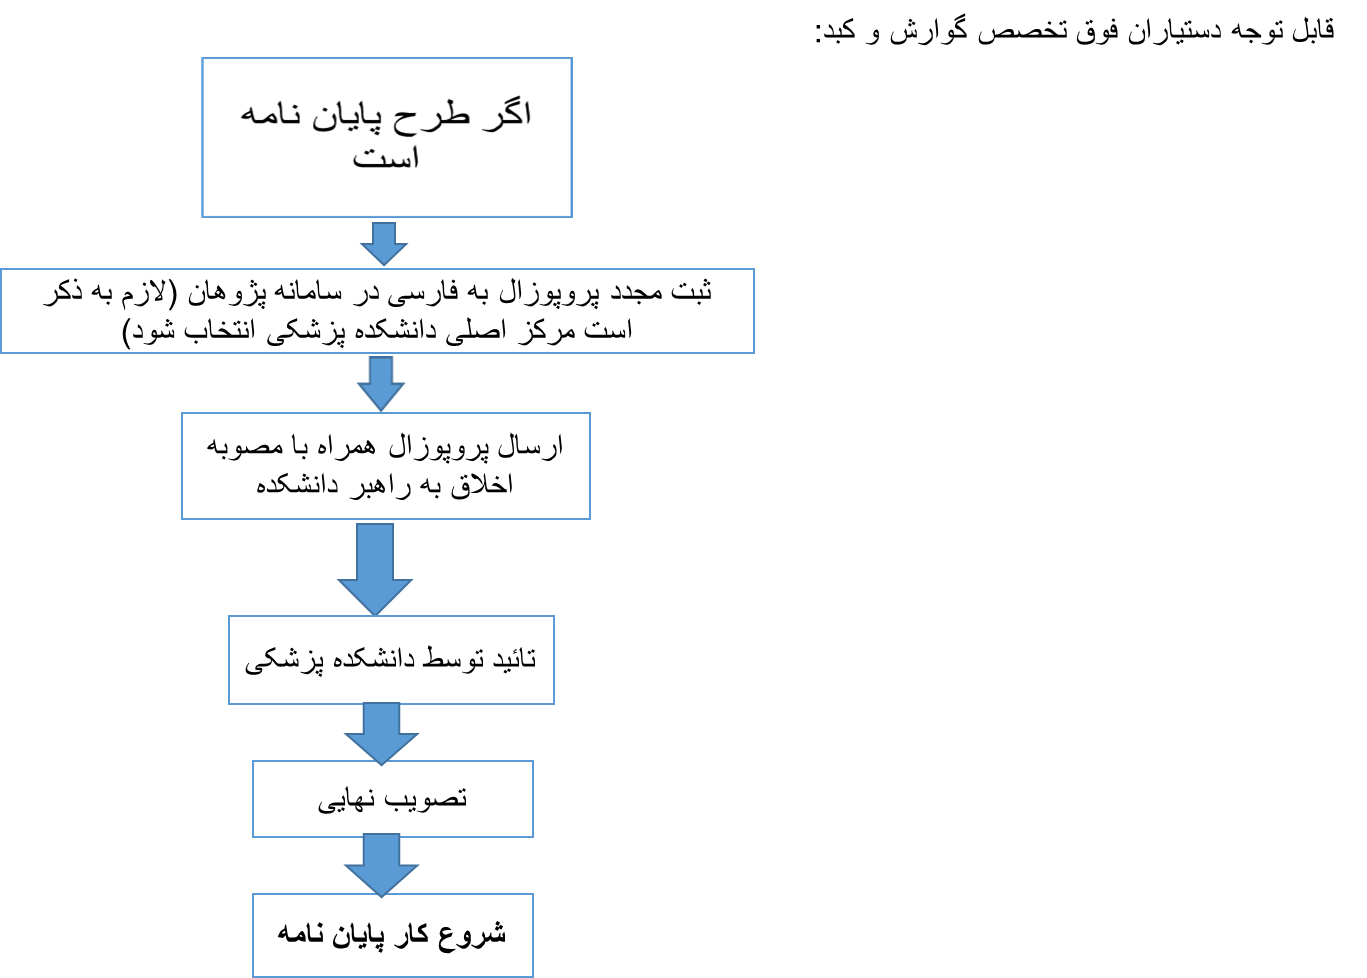 قابل توجه دستیاران فوق تخصص گوارش و کبد:
اگر طرح پایان نامه
است
ثبت مجدد پروپوزال به فارسی در سامانه پژوهان (لازم به ذکر
است مرکز اصلی دانشکده پزشکی انتخاب شود)
ارسال پروپوزال همراه با مصوبه
اخلاق به راهبر دانشکده
تائید توسط دانشکده پزشکی
تصویب نهایی
شروع کار پایان نامه